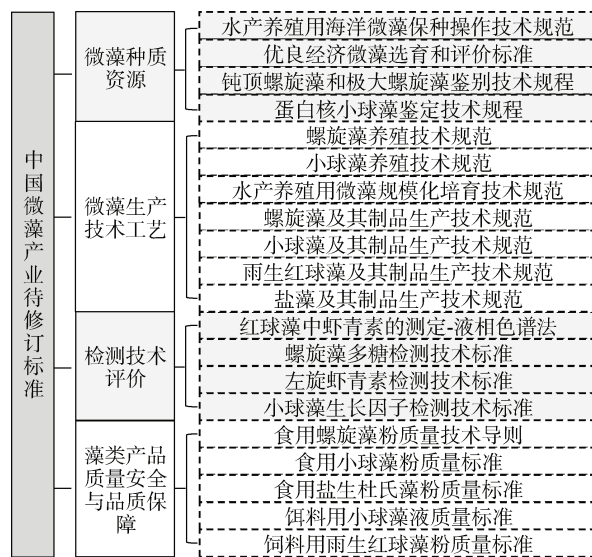 中国微藻产业待修订标准
微藻种质
资源
水产养殖用海洋微藻保种操作技术规范
优良经济微藻选育和评价标准
钝顶螺旋藻和极大螺旋藻鉴别技术规程
蛋白核小球藻鉴定技术规程
微藻生产
技术工艺
螺旋藻养殖技术规范
小球藻养殖技术规范
水产养殖用微藻规模化培育技术规范
螺旋藻及其制品生产技术规范
小球藻及其制品生产技术规范
雨生红球藻及其制品生产技术规范
盐藻及其制品生产技术规范
检测技术
评价
红球藻中虾青素的测定-液相色谱法
螺旋藻多糖检测技术标准
左旋虾青素检测技术标准
小球藻生长因子检测技术标准
藻类产品
质量安全
与品质保
障
食用螺旋藻粉质量技术导则
食用小球藻粉质量标准
食用盐生杜氏藻粉质量标准
饵料用小球藻液质量标准
饲料用雨生红球藻粉质量标准